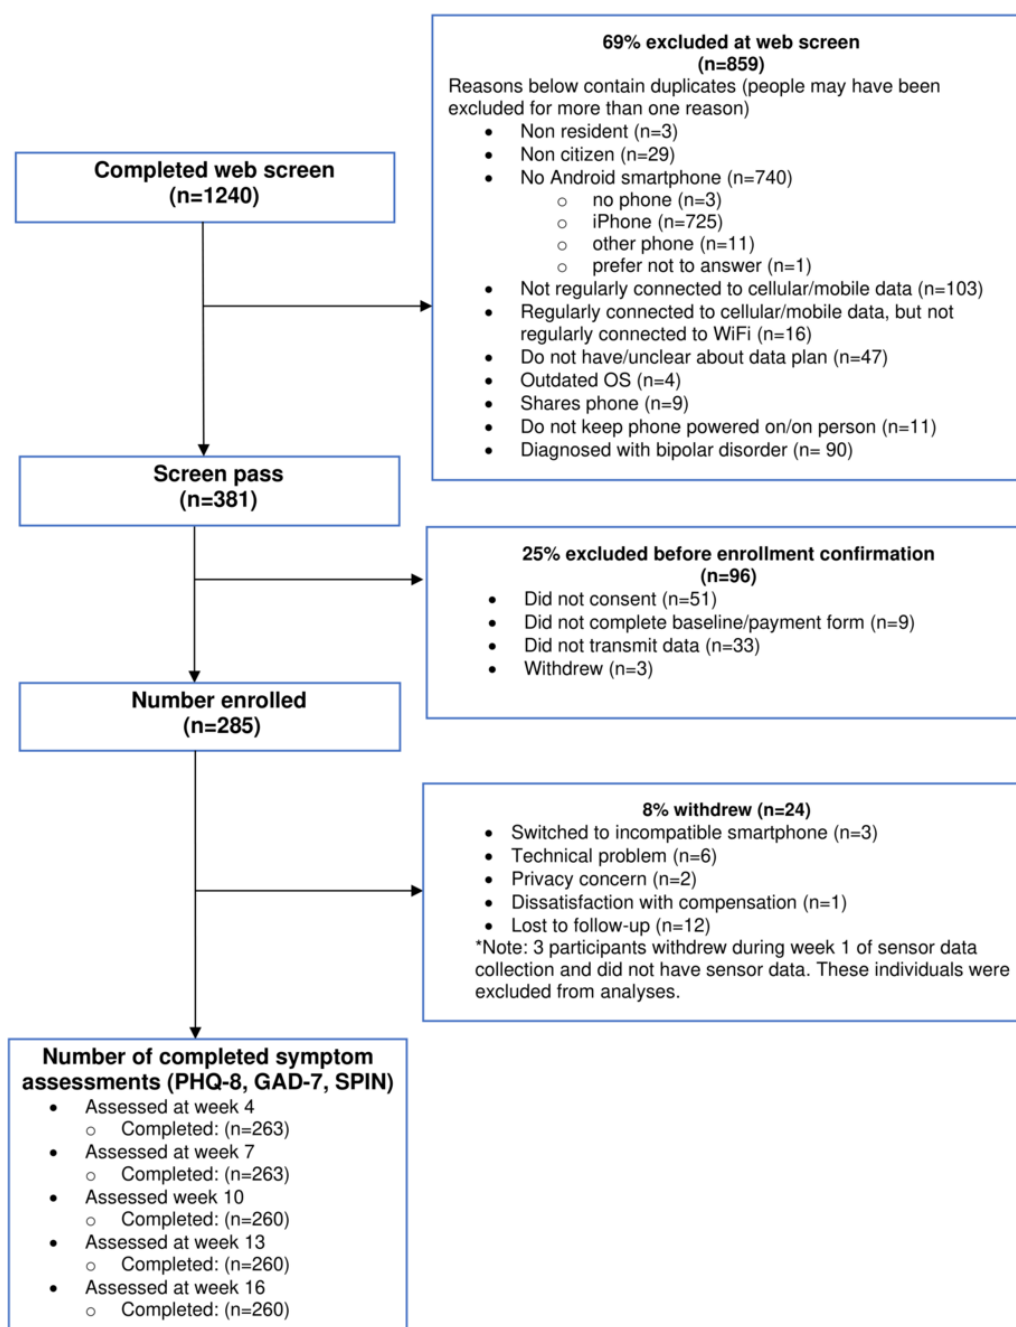 69% excluded at web screen
(n=859)
Reasons below contain duplicates (people may have been
excluded for more than one reason)
• Non resident (n=3)
• Non citizen (n=29)
• No Android smartphone (n=740)
o no phone (n=3)
o iPhone (n=725)
o other phone (n=11)
o prefer not to answer (n=1)
• Not regularly connected to cellular/mobile data (n=103)
• Regularly connected to cellular/mobile data, but not
regularly connected to WiFi (n=16)
• Do not have/unclear about data plan (n=47)
• Outdated OS (n=4)
• Shares phone (n=9)
• Do not keep phone powered on/on person (n=11)
• Diagnosed with bipolar disorder (n= 90)
Completed web screen
(n=1240)
Screen pass
(n=381)
25% excluded before enrollment confirmation
(n=96)
• Did not consent (n=51)
• Did not complete baseline/payment form (n=9)
• Did not transmit data (n=33)
• Withdrew (n=3)
Number enrolled
(n=285)
8% withdrew (n=24)
• Switched to incompatible smartphone (n=3)
• Technical problem (n=6)
• Privacy concern (n=2)
• Dissatisfaction with compensation (n=1)
• Lost to follow-up (n=12)
*Note: 3 participants withdrew during week 1 of sensor data
collection and did not have sensor data. These individuals were
excluded from analyses.
Number of completed symptom
assessments (PHQ-8, GAD-7, SPIN)
• Assessed at week 4
o Completed: (n=263)
• Assessed at week 7
o Completed: (n=263)
• Assessed week 10
o Completed: (n=260)
• Assessed at week 13
o Completed: (n=260)
• Assessed at week 16
o Completed: (n=260)